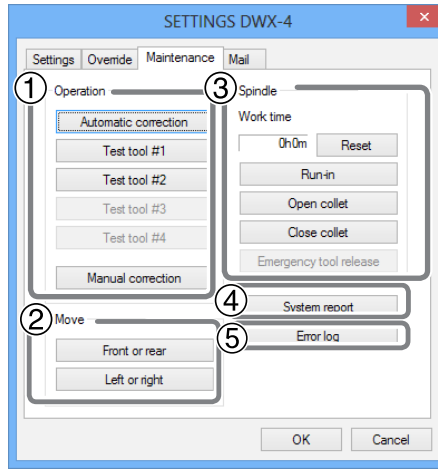 SETTINGS DWX-4
×
Settings Override Maintenance Mail
① Operation
Automatic correction
Test tool #1
Test tool #2
Test tool #3
Test tool #4
Manual correction
② Move
Front or rear
Left or right
③ Spindle
Work time
0h0m Reset
Run-in
Open collet
Close collet
Emergency tool release
④ System report
⑤ Error log
OK Cancel